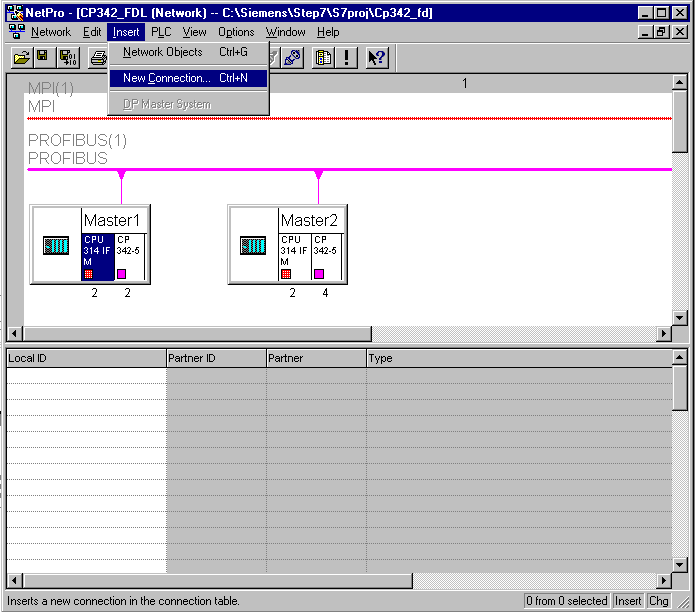 NetPro - [CP342_FDL (Network) -- C:\Siemens\Step7\S7proj\Cp342_fd]
Network Edit Insert PLC View Options Window Help
Network Objects Ctrl+G
New Connection... Ctrl+N
DP Master System
1
MPI(1)
MPI
PROFIBUS(1)
PROFIBUS
Master1
CPU 314 IF M
CP 342-5
2 2
Master2
CPU 314 IF M
CP 342-5
2 4
Local ID Partner ID Partner Type
Inserts a new connection in the connection table.
0 from 0 selected Insert Chg